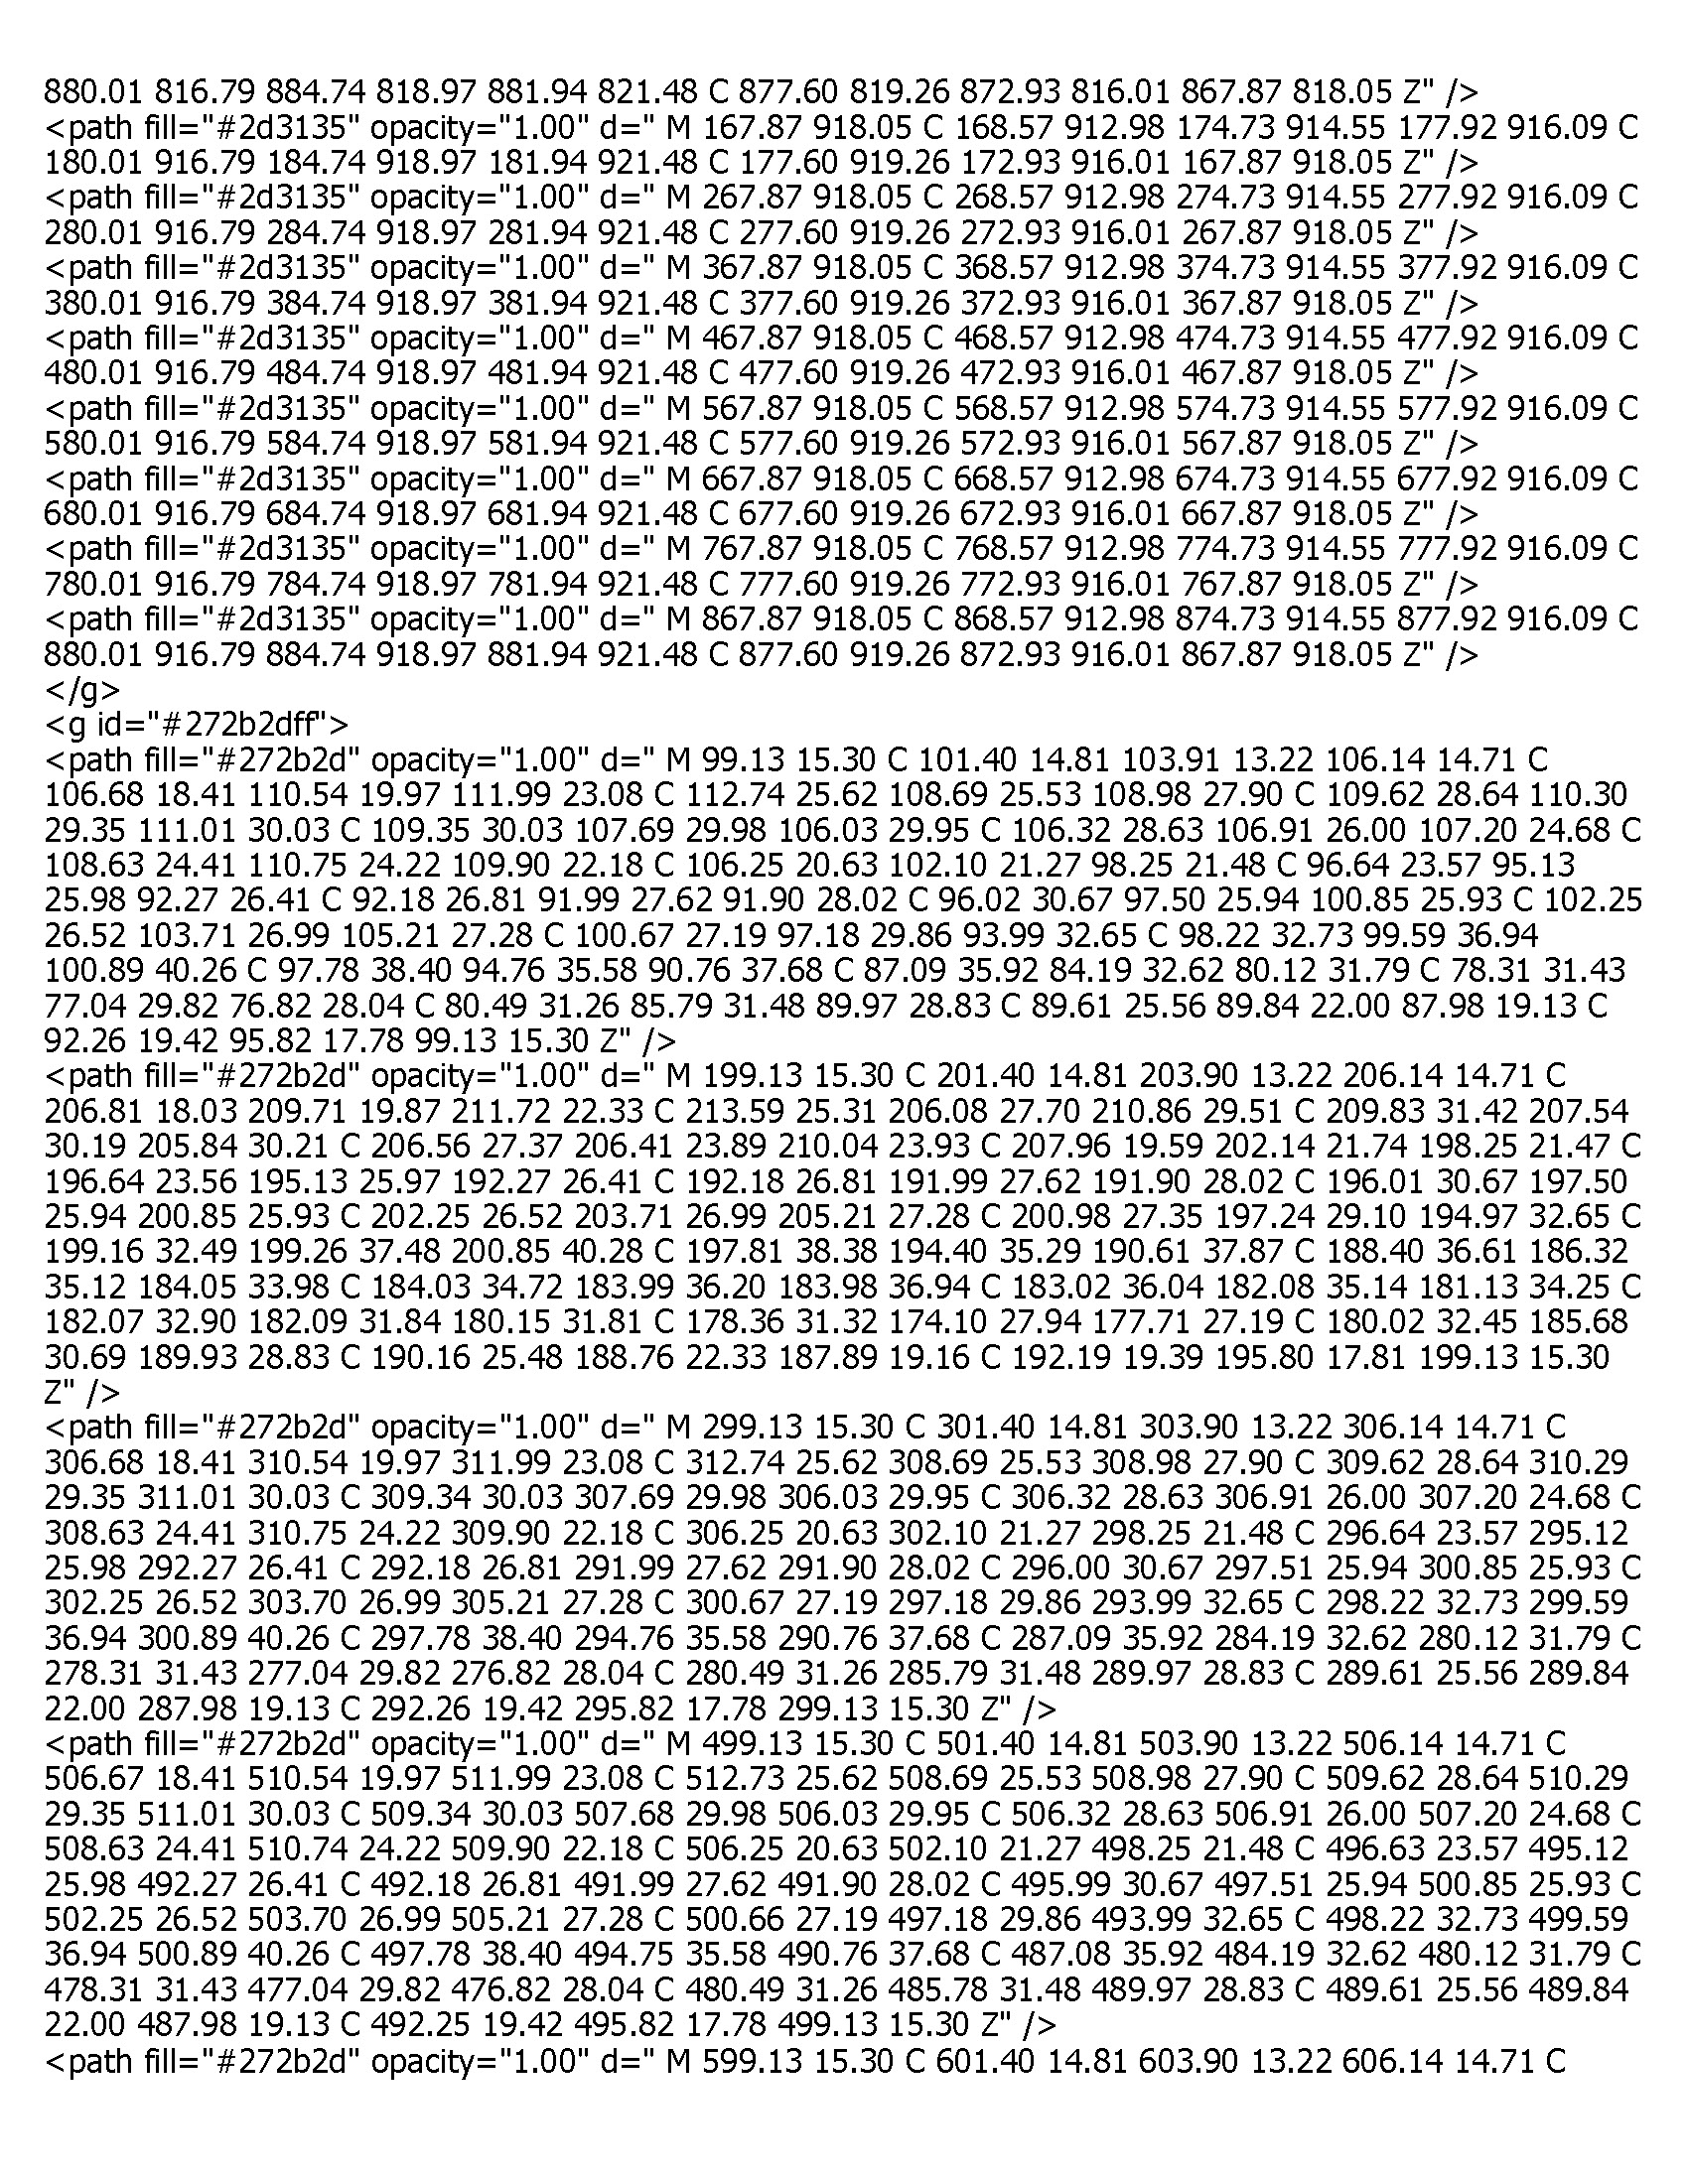 880.01 816.79 884.74 818.97 881.94 821.48 C 877.60 819.26 872.93 816.01 867.87 818.05 Z" />
<path fill="#2d3135" opacity="1.00" d=" M 167.87 918.05 C 168.57 912.98 174.73 914.55 177.92 916.09 C
180.01 916.79 184.74 918.97 181.94 921.48 C 177.60 919.26 172.93 916.01 167.87 918.05 Z" />
<path fill="#2d3135" opacity="1.00" d=" M 267.87 918.05 C 268.57 912.98 274.73 914.55 277.92 916.09 C
280.01 916.79 284.74 918.97 281.94 921.48 C 277.60 919.26 272.93 916.01 267.87 918.05 Z" />
<path fill="#2d3135" opacity="1.00" d=" M 367.87 918.05 C 368.57 912.98 374.73 914.55 377.92 916.09 C
380.01 916.79 384.74 918.97 381.94 921.48 C 377.60 919.26 372.93 916.01 367.87 918.05 Z" />
<path fill="#2d3135" opacity="1.00" d=" M 467.87 918.05 C 468.57 912.98 474.73 914.55 477.92 916.09 C
480.01 916.79 484.74 918.97 481.94 921.48 C 477.60 919.26 472.93 916.01 467.87 918.05 Z" />
<path fill="#2d3135" opacity="1.00" d=" M 567.87 918.05 C 568.57 912.98 574.73 914.55 577.92 916.09 C
580.01 916.79 584.74 918.97 581.94 921.48 C 577.60 919.26 572.93 916.01 567.87 918.05 Z" />
<path fill="#2d3135" opacity="1.00" d=" M 667.87 918.05 C 668.57 912.98 674.73 914.55 677.92 916.09 C
680.01 916.79 684.74 918.97 681.94 921.48 C 677.60 919.26 672.93 916.01 667.87 918.05 Z" />
<path fill="#2d3135" opacity="1.00" d=" M 767.87 918.05 C 768.57 912.98 774.73 914.55 777.92 916.09 C
780.01 916.79 784.74 918.97 781.94 921.48 C 777.60 919.26 772.93 916.01 767.87 918.05 Z" />
<path fill="#2d3135" opacity="1.00" d=" M 867.87 918.05 C 868.57 912.98 874.73 914.55 877.92 916.09 C
880.01 916.79 884.74 918.97 881.94 921.48 C 877.60 919.26 872.93 916.01 867.87 918.05 Z" />
</g>
<g id="#272b2dff">
<path fill="#272b2d" opacity="1.00" d=" M 99.13 15.30 C 101.40 14.81 103.91 13.22 106.14 14.71 C
106.68 18.41 110.54 19.97 111.99 23.08 C 112.74 25.62 108.69 25.53 108.98 27.90 C 109.62 28.64 110.30
29.35 111.01 30.03 C 109.35 30.03 107.69 29.98 106.03 29.95 C 106.32 28.63 106.91 26.00 107.20 24.68 C
108.63 24.41 110.75 24.22 109.90 22.18 C 106.25 20.63 102.10 21.27 98.25 21.48 C 96.64 23.57 95.13
25.98 92.27 26.41 C 92.18 26.81 91.99 27.62 91.90 28.02 C 96.02 30.67 97.50 25.94 100.85 25.93 C 102.25
26.52 103.71 26.99 105.21 27.28 C 100.67 27.19 97.18 29.86 93.99 32.65 C 98.22 32.73 99.59 36.94
100.89 40.26 C 97.78 38.40 94.76 35.58 90.76 37.68 C 87.09 35.92 84.19 32.62 80.12 31.79 C 78.31 31.43
77.04 29.82 76.82 28.04 C 80.49 31.26 85.79 31.48 89.97 28.83 C 89.61 25.56 89.84 22.00 87.98 19.13 C
92.26 19.42 95.82 17.78 99.13 15.30 Z" />
<path fill="#272b2d" opacity="1.00" d=" M 199.13 15.30 C 201.40 14.81 203.90 13.22 206.14 14.71 C
206.81 18.03 209.71 19.87 211.72 22.33 C 213.59 25.31 206.08 27.70 210.86 29.51 C 209.83 31.42 207.54
30.19 205.84 30.21 C 206.56 27.37 206.41 23.89 210.04 23.93 C 207.96 19.59 202.14 21.74 198.25 21.47 C
196.64 23.56 195.13 25.97 192.27 26.41 C 192.18 26.81 191.99 27.62 191.90 28.02 C 196.01 30.67 197.50
25.94 200.85 25.93 C 202.25 26.52 203.71 26.99 205.21 27.28 C 200.98 27.35 197.24 29.10 194.97 32.65 C
199.16 32.49 199.26 37.48 200.85 40.28 C 197.81 38.38 194.40 35.29 190.61 37.87 C 188.40 36.61 186.32
35.12 184.05 33.98 C 184.03 34.72 183.99 36.20 183.98 36.94 C 183.02 36.04 182.08 35.14 181.13 34.25 C
182.07 32.90 182.09 31.84 180.15 31.81 C 178.36 31.32 174.10 27.94 177.71 27.19 C 180.02 32.45 185.68
30.69 189.93 28.83 C 190.16 25.48 188.76 22.33 187.89 19.16 C 192.19 19.39 195.80 17.81 199.13 15.30
Z" />
<path fill="#272b2d" opacity="1.00" d=" M 299.13 15.30 C 301.40 14.81 303.90 13.22 306.14 14.71 C
306.68 18.41 310.54 19.97 311.99 23.08 C 312.74 25.62 308.69 25.53 308.98 27.90 C 309.62 28.64 310.29
29.35 311.01 30.03 C 309.34 30.03 307.69 29.98 306.03 29.95 C 306.32 28.63 306.91 26.00 307.20 24.68 C
308.63 24.41 310.75 24.22 309.90 22.18 C 306.25 20.63 302.10 21.27 298.25 21.48 C 296.64 23.57 295.12
25.98 292.27 26.41 C 292.18 26.81 291.99 27.62 291.90 28.02 C 296.00 30.67 297.51 25.94 300.85 25.93 C
302.25 26.52 303.70 26.99 305.21 27.28 C 300.67 27.19 297.18 29.86 293.99 32.65 C 298.22 32.73 299.59
36.94 300.89 40.26 C 297.78 38.40 294.76 35.58 290.76 37.68 C 287.09 35.92 284.19 32.62 280.12 31.79 C
278.31 31.43 277.04 29.82 276.82 28.04 C 280.49 31.26 285.79 31.48 289.97 28.83 C 289.61 25.56 289.84
22.00 287.98 19.13 C 292.26 19.42 295.82 17.78 299.13 15.30 Z" />
<path fill="#272b2d" opacity="1.00" d=" M 499.13 15.30 C 501.40 14.81 503.90 13.22 506.14 14.71 C
506.67 18.41 510.54 19.97 511.99 23.08 C 512.73 25.62 508.69 25.53 508.98 27.90 C 509.62 28.64 510.29
29.35 511.01 30.03 C 509.34 30.03 507.68 29.98 506.03 29.95 C 506.32 28.63 506.91 26.00 507.20 24.68 C
508.63 24.41 510.74 24.22 509.90 22.18 C 506.25 20.63 502.10 21.27 498.25 21.48 C 496.63 23.57 495.12
25.98 492.27 26.41 C 492.18 26.81 491.99 27.62 491.90 28.02 C 495.99 30.67 497.51 25.94 500.85 25.93 C
502.25 26.52 503.70 26.99 505.21 27.28 C 500.66 27.19 497.18 29.86 493.99 32.65 C 498.22 32.73 499.59
36.94 500.89 40.26 C 497.78 38.40 494.75 35.58 490.76 37.68 C 487.08 35.92 484.19 32.62 480.12 31.79 C
478.31 31.43 477.04 29.82 476.82 28.04 C 480.49 31.26 485.78 31.48 489.97 28.83 C 489.61 25.56 489.84
22.00 487.98 19.13 C 492.25 19.42 495.82 17.78 499.13 15.30 Z" />
<path fill="#272b2d" opacity="1.00" d=" M 599.13 15.30 C 601.40 14.81 603.90 13.22 606.14 14.71 C